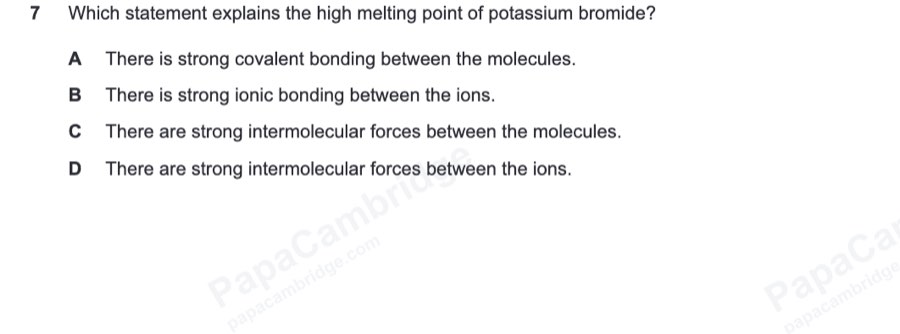 7 Which statement explains the high melting point of potassium bromide?
A There is strong covalent bonding between the molecules.
B There is strong ionic bonding between the ions.
C There are strong intermolecular forces between the molecules.
D There are strong intermolecular forces between the ions.
PapaCambridge
papacambridge.com
PapaCa
papacambridge